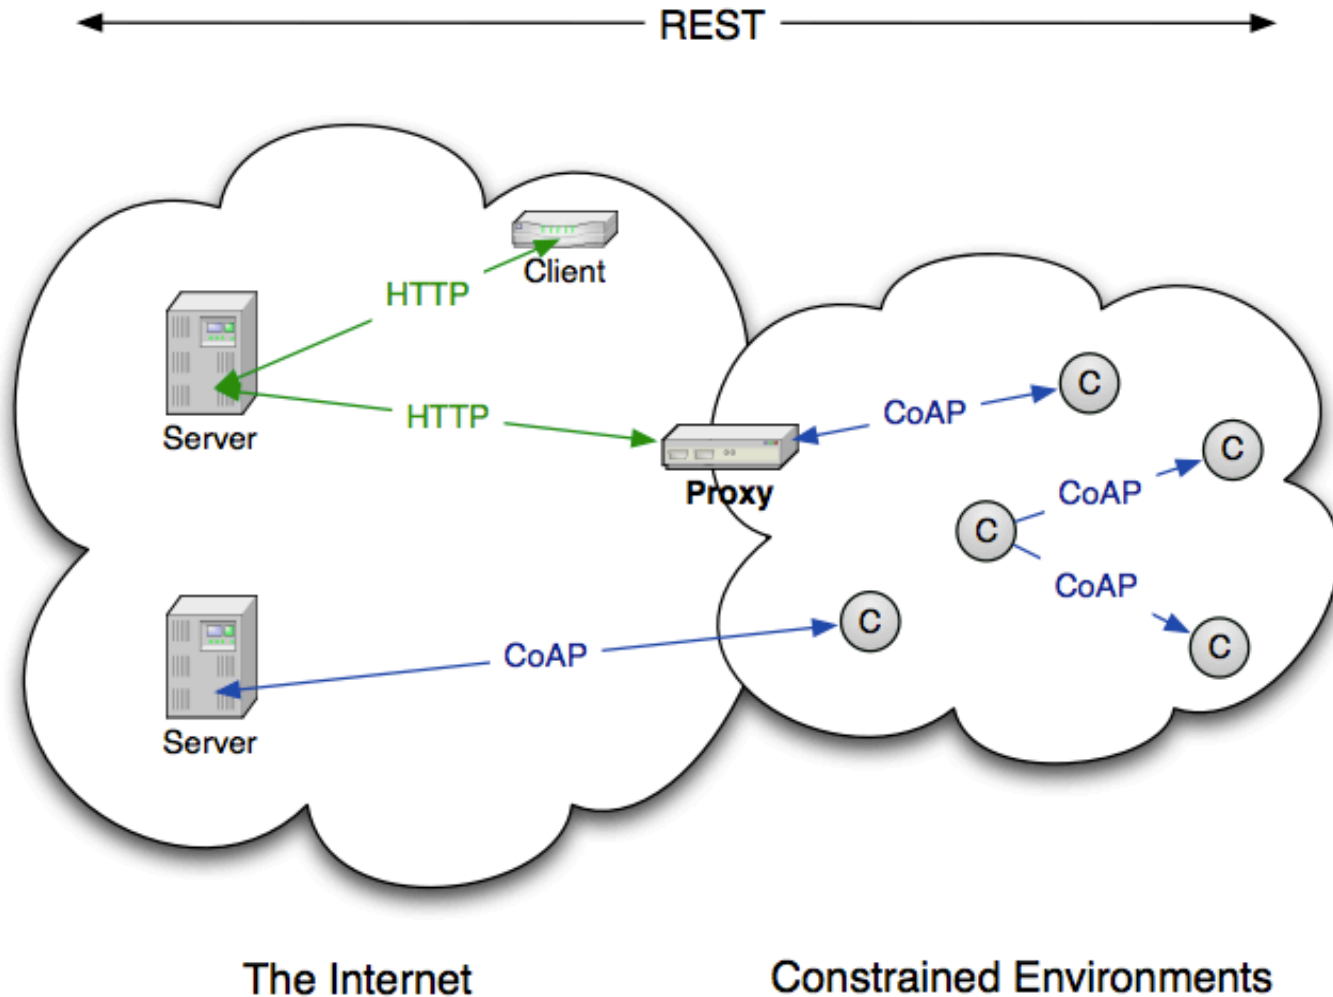 REST
Client
HTTP
Server
HTTP
Proxy
CoAP
C
C
CoAP
C
CoAP
C
C
CoAP
Server
The Internet
Constrained Environments